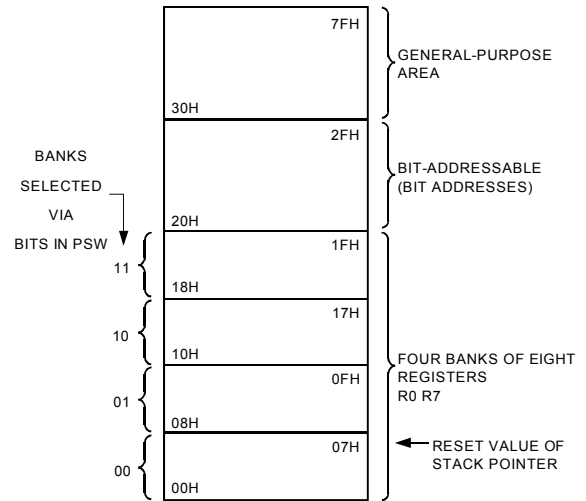 7FH
GENERAL-PURPOSE
AREA
30H
2FH
BANKS
SELECTED
VIA
BITS IN PSW
BIT-ADDRESSABLE
(BIT ADDRESSES)
20H
1FH
11
18H
17H
10
10H
FOUR BANKS OF EIGHT
REGISTERS
R0 R7
0FH
01
08H
07H
RESET VALUE OF
STACK POINTER
00
00H